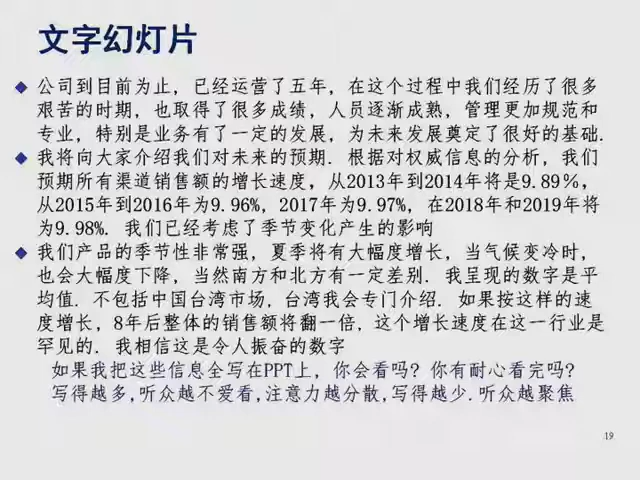 文字幻灯片
◆ 公司到目前为止，已经运营了五年，在这个过程中我们经历了很多
艰苦的时期，也取得了很多成绩，人员逐渐成熟，管理更加规范和
专业，特别是业务有了一定的发展，为未来发展奠定了很好的基础.
◆ 我将向大家介绍我们对未来的预期. 根据对权威信息的分析，我们
预期所有渠道销售额的增长速度，从2013年到2014年将是9.89%，
从2015年到2016年为9.96%，2017年为9.97%，在2018年和2019年将
为9.98%. 我们已经考虑了季节变化产生的影响
◆ 我们产品的季节性非常强，夏季将有大幅度增长，当气候变冷时，
也会大幅度下降，当然南方和北方有一定差别. 我呈现的数字是平
均值. 不包括中国台湾市场，台湾我会专门介绍. 如果按这样的速
度增长，8年后整体的销售额将翻一倍，这个增长速度在这一行业是
罕见的. 我相信这是令人振奋的数字
如果我把这些信息全写在PPT上，你会看吗？你有耐心看完吗？
写得越多,听众越不爱看,注意力越分散,写得越少.听众越聚焦
19